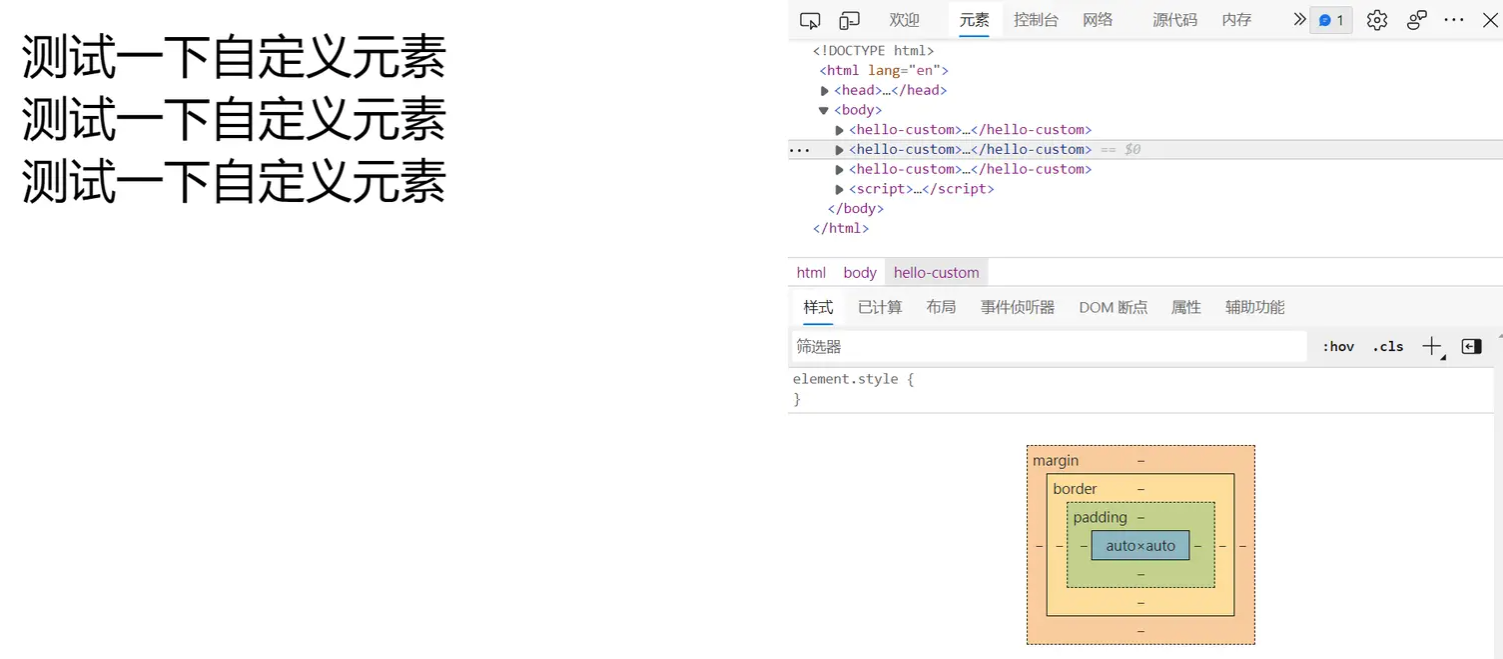 测试一下自定义元素
测试一下自定义元素
测试一下自定义元素
欢迎 元素 控制台 网络 源代码 内存 1
<!DOCTYPE html>
<html lang="en">
<head>…</head>
<body>
<hello-custom>…</hello-custom>
<hello-custom>…</hello-custom> == $0
<hello-custom>…</hello-custom>
<script>…</script>
</body>
</html>
html body hello-custom
样式 已计算 布局 事件侦听器 DOM 断点 属性 辅助功能
筛选器 :hov .cls
element.style {
}
margin –
border –
padding –
– – – auto×auto – – –
–
–
–